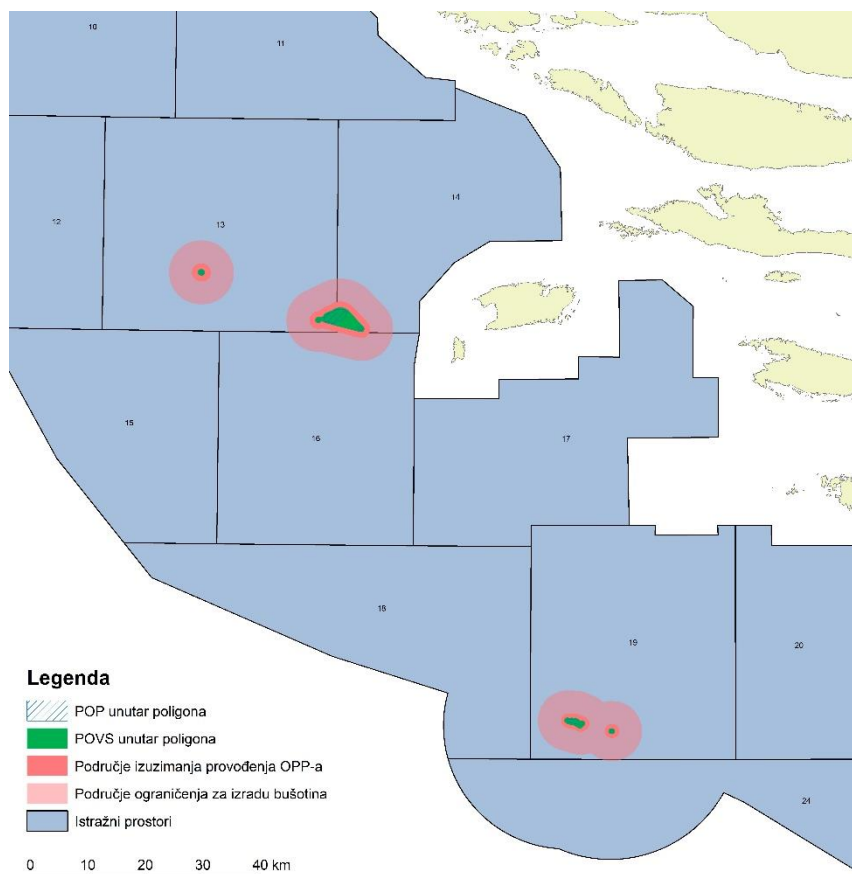 10
11
12
13
14
15
16
17
18
19
20
24
Legenda
POP unutar poligona
POVS unutar poligona
Područje izuzimanja provođenja OPP-a
Područje ograničenja za izradu bušotina
Istražni prostori
0 10 20 30 40 km